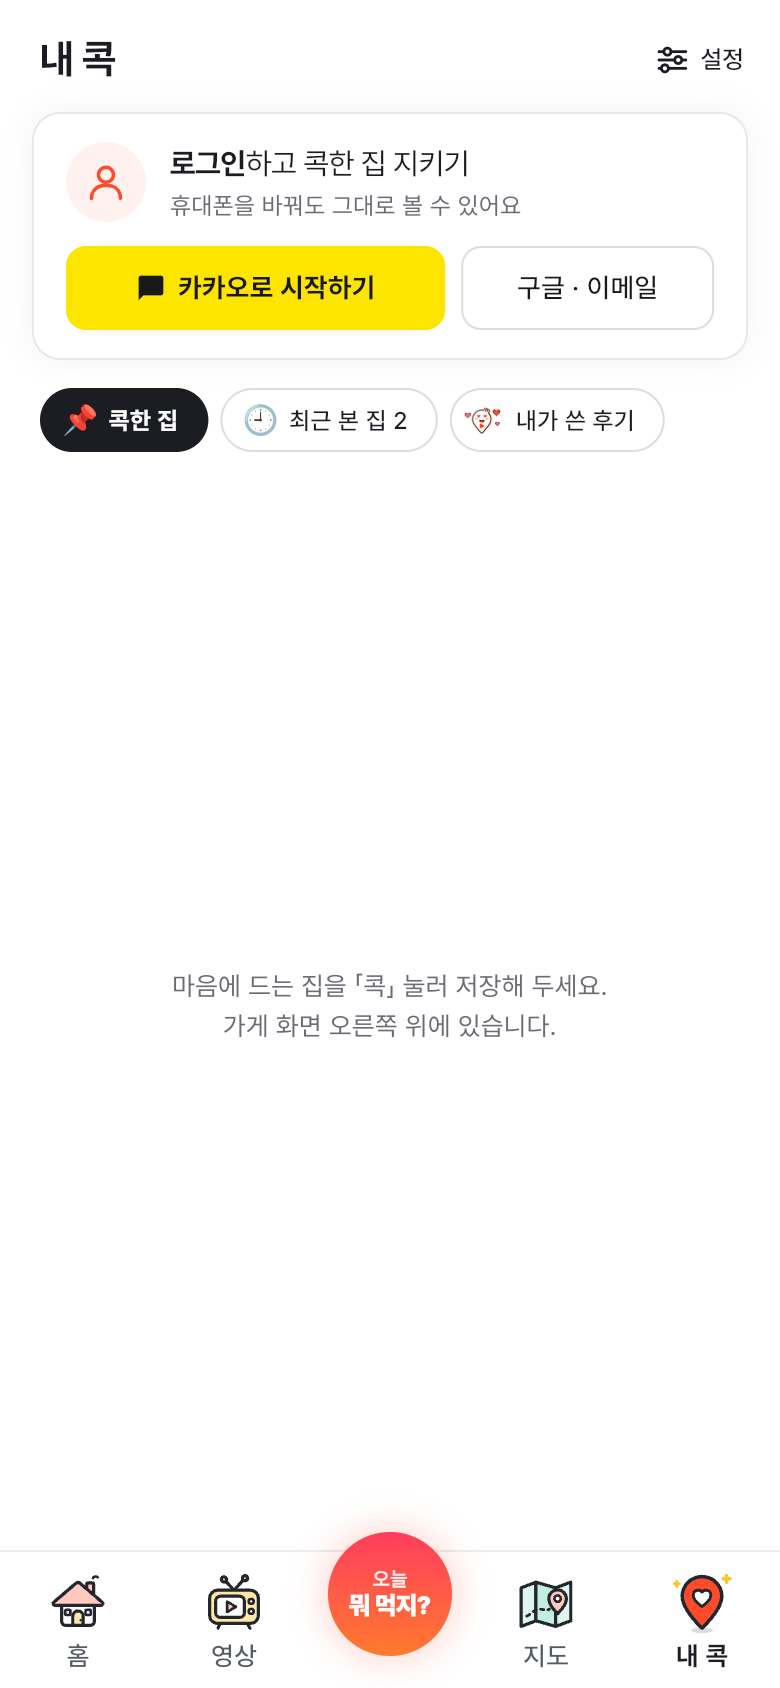 내 콕
설정
로그인하고 콕한 집 지키기
휴대폰을 바꿔도 그대로 볼 수 있어요
카카오로 시작하기
구글 · 이메일
콕한 집
최근 본 집 2
내가 쓴 후기
마음에 드는 집을 「콕」 눌러 저장해 두세요.
가게 화면 오른쪽 위에 있습니다.
오늘
뭐 먹지?
홈
영상
지도
내 콕